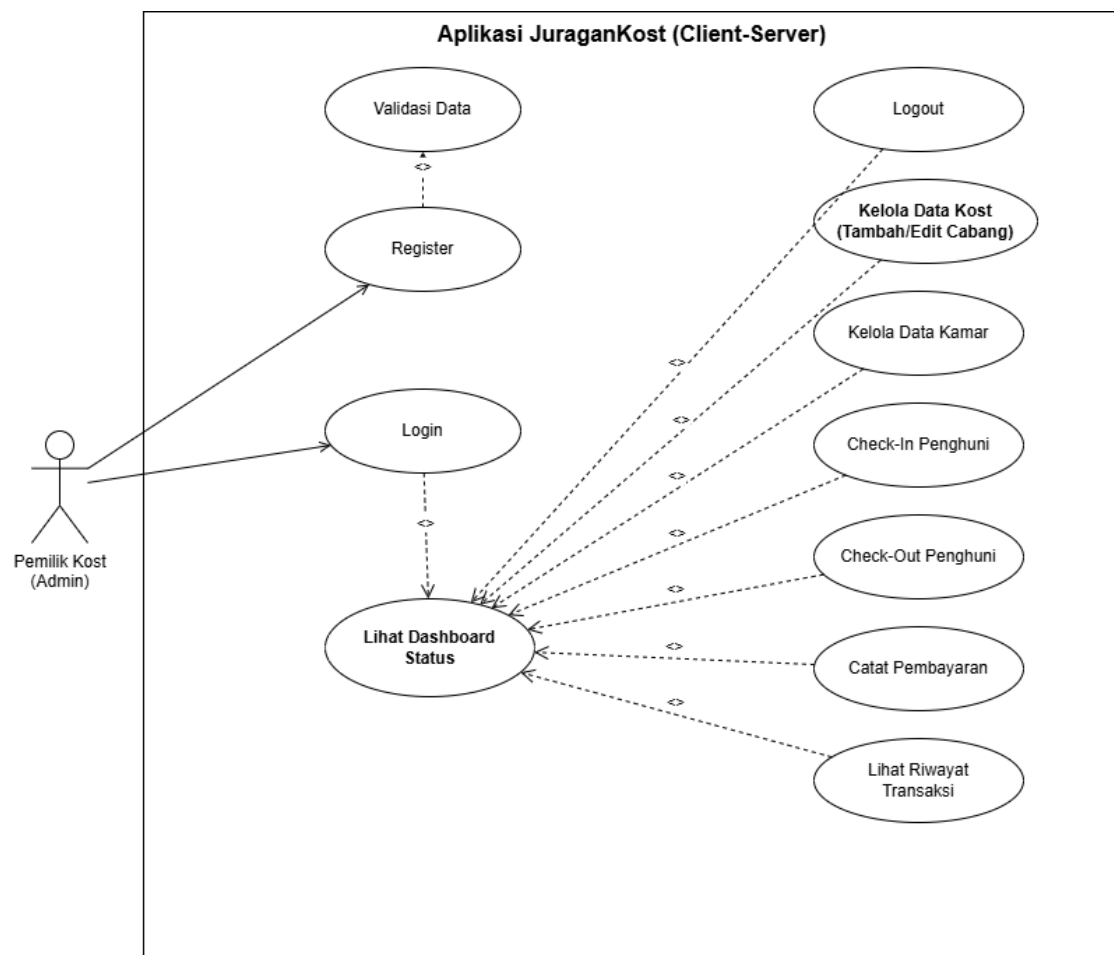 Aplikasi JuraganKost (Client-Server)
Validasi Data
<>
Register
Login
<>
Lihat Dashboard
Status
Pemilik Kost
(Admin)
Logout
Kelola Data Kost
(Tambah/Edit Cabang)
Kelola Data Kamar
Check-In Penghuni
Check-Out Penghuni
Catat Pembayaran
Lihat Riwayat
Transaksi
<>
<>
<>
<>
<>
<>
<>